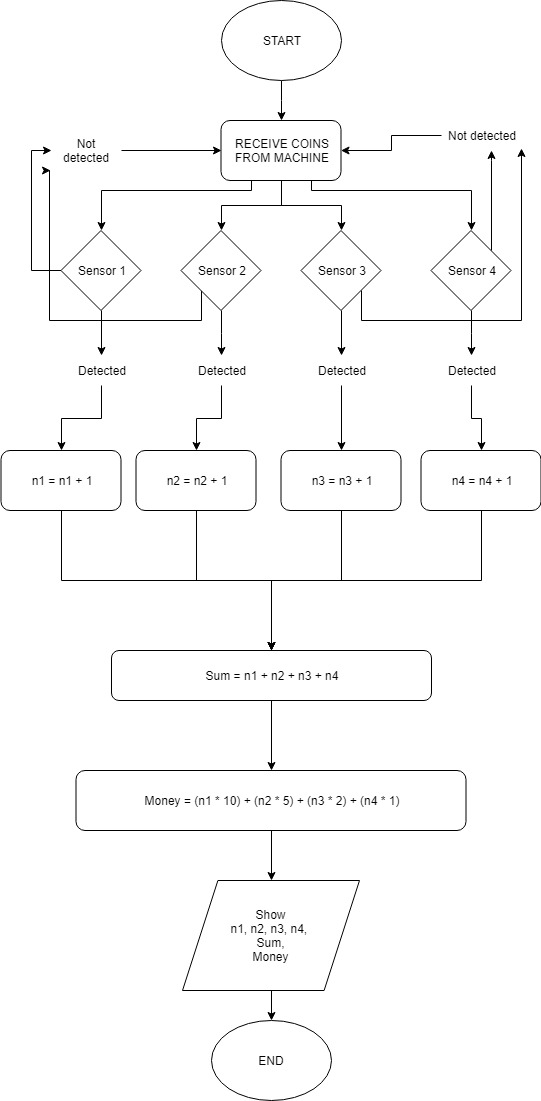 START
RECEIVE COINS
FROM MACHINE
Not
detected
Not detected
Sensor 1
Sensor 2
Sensor 3
Sensor 4
Detected
Detected
Detected
Detected
n1 = n1 + 1
n2 = n2 + 1
n3 = n3 + 1
n4 = n4 + 1
Sum = n1 + n2 + n3 + n4
Money = (n1 * 10) + (n2 * 5) + (n3 * 2) + (n4 * 1)
Show
n1, n2, n3, n4,
Sum,
Money
END